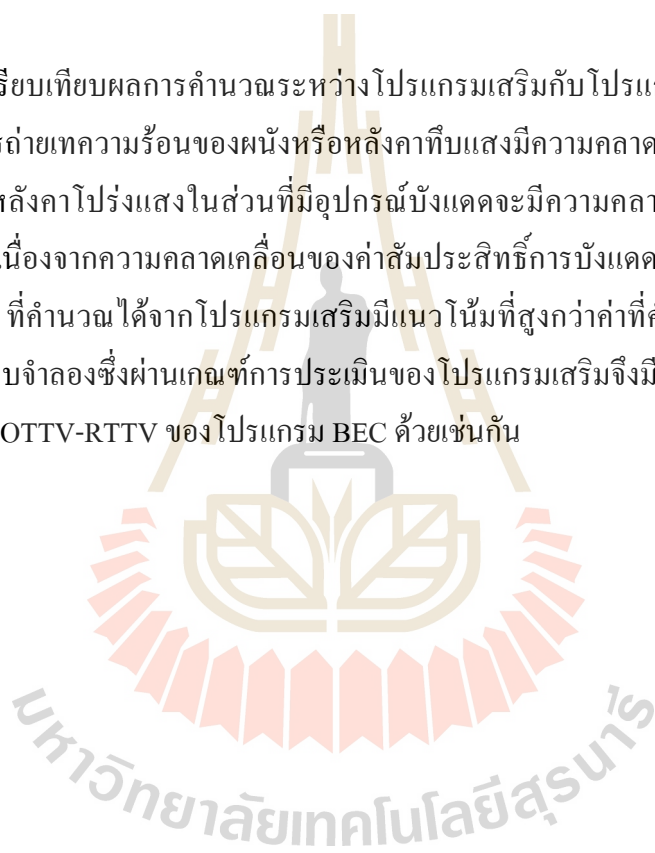 รียบเทียบผลการคำนวณระหว่างโปรแกรมเสริมกับโปรแก
ถ่ายเทความร้อนของผนังหรือหลังคาทึบแสงมีความคลาด
หลังคาโปร่งแสงในส่วนที่มีอุปกรณ์บังแดดจะมีความคลา
นื่องจากความคลาดเคลื่อนของค่าสัมประสิทธิ์การบังแดด
ที่คำนวณได้จากโปรแกรมเสริมมีแนวโน้มที่สูงกว่าค่าที่
บจำลองซึ่งผ่านเกณฑ์การประเมินของโปรแกรมเสริมจึงมี
OTTV-RTTV ของโปรแกรม BEC ด้วยเช่นกัน
มหาวิทยาลัยเทคโนโลยีสุรนารี